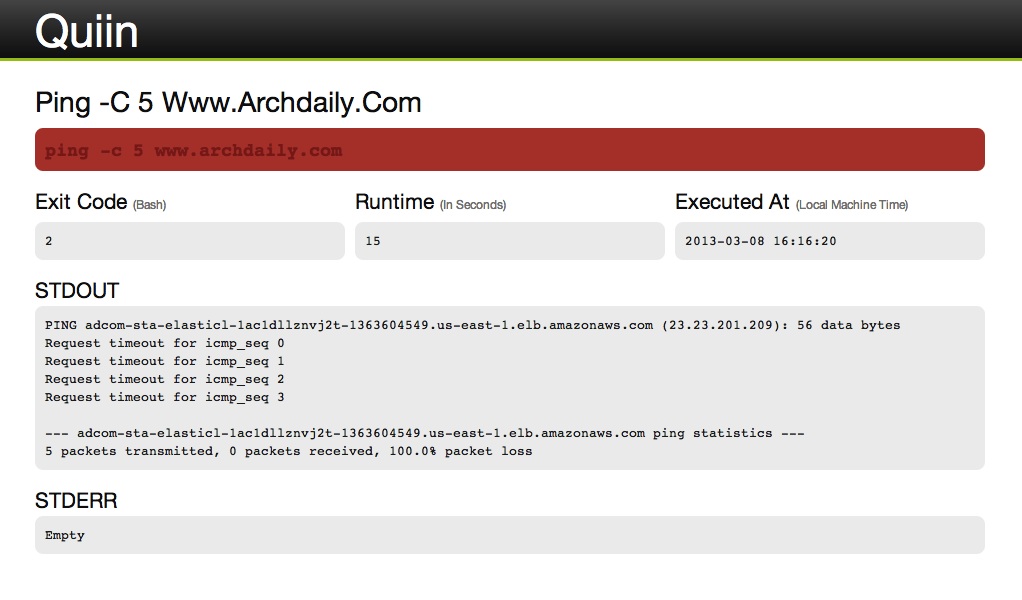 Quiin
Ping -C 5 Www.Archdaily.Com
ping -c 5 www.archdaily.com
Exit Code (Bash)
Runtime (In Seconds)
Executed At (Local Machine Time)
2
15
2013-03-08 16:16:20
STDOUT
PING adcom-sta-elasticl-1ac1dllznvj2t-1363604549.us-east-1.elb.amazonaws.com (23.23.201.209): 56 data bytes
Request timeout for icmp_seq 0
Request timeout for icmp_seq 1
Request timeout for icmp_seq 2
Request timeout for icmp_seq 3
--- adcom-sta-elasticl-1ac1dllznvj2t-1363604549.us-east-1.elb.amazonaws.com ping statistics ---
5 packets transmitted, 0 packets received, 100.0% packet loss
STDERR
Empty